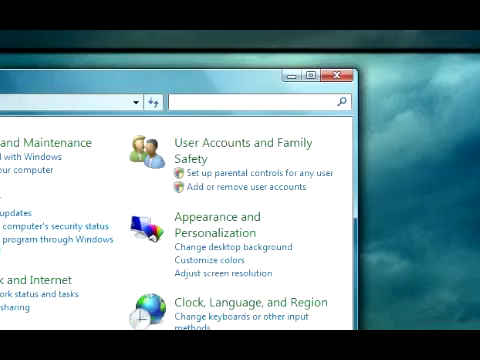 and Maintenance
d with Windows
our computer
updates
computer's security status
program through Windows
k and Internet
ork status and tasks
sharing
User Accounts and Family
Safety
Set up parental controls for any user
Add or remove user accounts
Appearance and
Personalization
Change desktop background
Customize colors
Adjust screen resolution
Clock, Language, and Region
Change keyboards or other input
methods